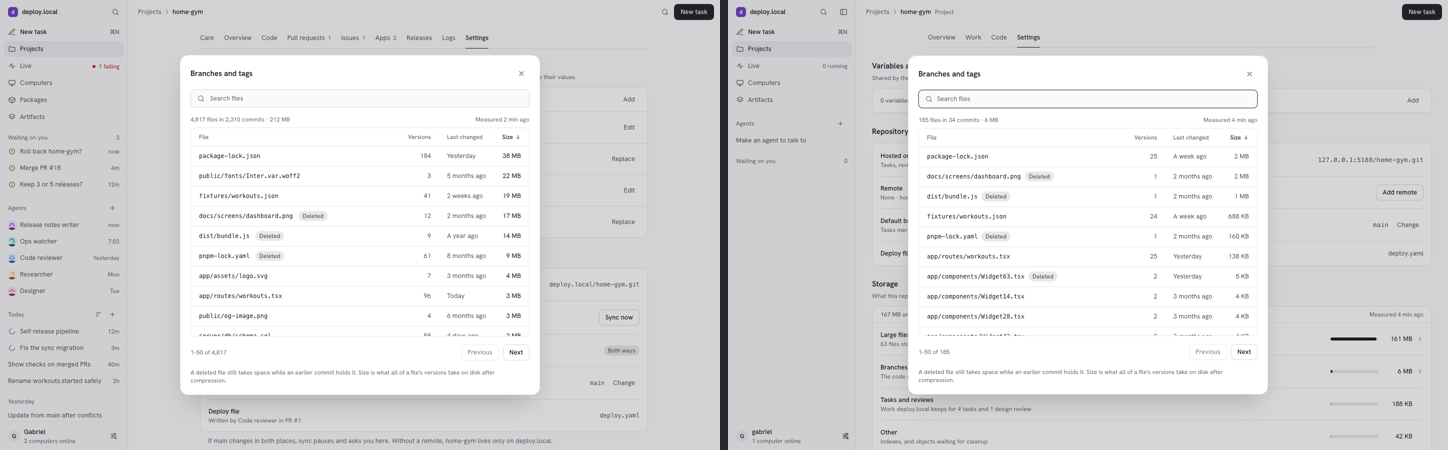 deploy.local
New task ⌘N
Projects
Live 1 failing
Computers
Packages
Artifacts
Waiting on you 3
Roll back home-gym? now
Merge PR #18 4m
Keep 3 or 5 releases? 12m
Agents
Release notes writer now
Ops watcher 7:02
Code reviewer Yesterday
Researcher Mon
Designer Tue
Today
Self-release pipeline 12m
Fix the sync migration 3m
Show checks on merged PRs 40m
Rename workouts.started safely 2h
Yesterday
Update from main after conflicts
G Gabriel
3 computers online
Projects > home-gym
New task
Care Overview Code Pull requests 1 Issues 1 Apps 2 Releases Logs Settings
e their values.
Add
Edit
Replace
Edit
Replace
deploy.local/home-gym.git
Sync now
Both ways
main Change
Deploy file
Written by Code reviewer in PR #1
deploy.yaml
If main changes in both places, sync pauses and asks you here. Without a remote, home-gym lives only on deploy.local.
Branches and tags
Search files
4,817 files in 2,310 commits · 212 MB Measured 2 min ago
File Versions Last changed Size ↓
package-lock.json 184 Yesterday 38 MB
public/fonts/Inter.var.woff2 3 5 months ago 22 MB
fixtures/workouts.json 41 2 weeks ago 19 MB
docs/screens/dashboard.png Deleted 12 2 months ago 17 MB
dist/bundle.js Deleted 9 A year ago 14 MB
pnpm-lock.yaml Deleted 61 8 months ago 9 MB
app/assets/logo.svg 7 3 months ago 4 MB
app/routes/workouts.tsx 96 Today 3 MB
public/og-image.png 4 6 months ago 3 MB
1-50 of 4,817 Previous Next
A deleted file still takes space while an earlier commit holds it. Size is what all of a file's versions take on disk after
compression.
deploy.local
New task ⌘N
Projects
Live 0 running
Computers
Artifacts
Agents
Make an agent to talk to
Waiting on you 0
G gabriel
1 computer online
Projects > home-gym Project
New task
Overview Work Code Settings
Variables a
Shared by the
0 variable
Add
Repository
Hosted o
Tasks, revi
127.0.0.1:5188/home-gym.git
Remote
None · ho
Add remote
Default b
Tasks mer
main Change
Deploy fil
deploy.yaml
Storage
What this repo
167 MB o
Measured 4 min ago
Large files
63 files st
161 MB
Branches
The code
6 MB
Tasks and reviews
Work deploy.local keeps for 4 tasks and 1 design review
188 KB
Other
Indexes, and objects waiting for cleanup
42 KB
Branches and tags
Search files
185 files in 34 commits · 6 MB Measured 4 min ago
File Versions Last changed Size ↓
package-lock.json 25 A week ago 2 MB
docs/screens/dashboard.png Deleted 1 2 months ago 2 MB
dist/bundle.js Deleted 1 2 months ago 1 MB
fixtures/workouts.json 24 A week ago 688 KB
pnpm-lock.yaml Deleted 1 2 months ago 160 KB
app/routes/workouts.tsx 25 Yesterday 138 KB
app/components/Widget63.tsx Deleted 2 Yesterday 5 KB
app/components/Widget14.tsx 2 3 months ago 4 KB
app/components/Widget28.tsx 2 3 months ago 4 KB
1-50 of 185 Previous Next
A deleted file still takes space while an earlier commit holds it. Size is what all of a file's versions take on disk after
compression.